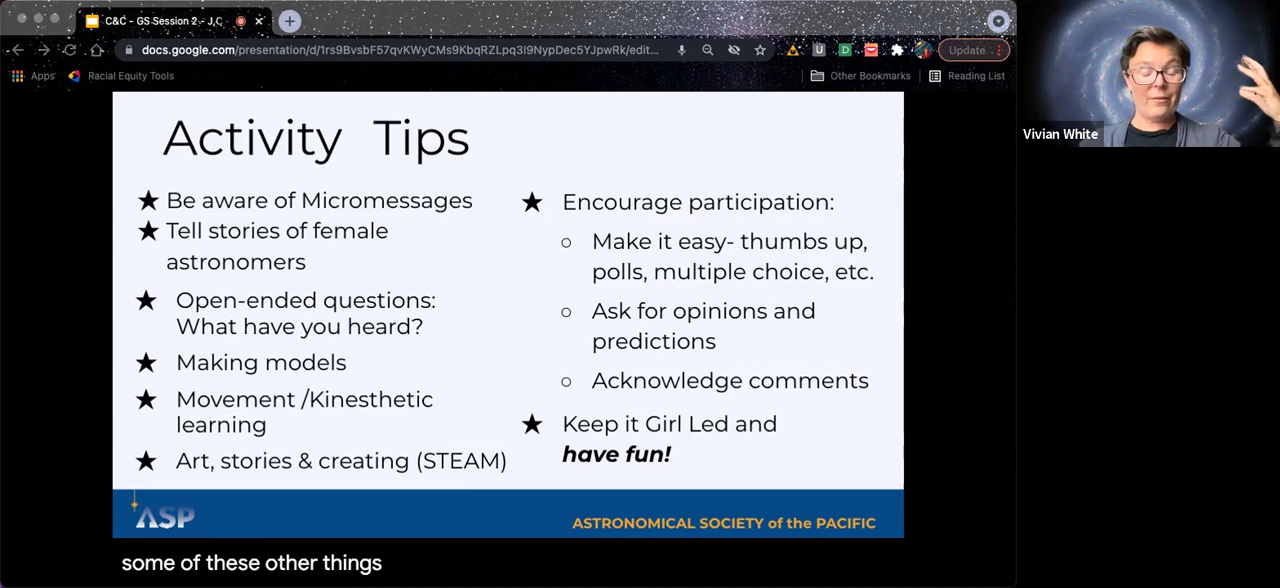 C&C - GS Session 2 - J,C
docs.google.com/presentation/d/1rs9BvsbF57qvKWyCMs9KbqRZLpq3l9NypDec5YJpwRk/edit...
Update
Apps
Racial Equity Tools
Other Bookmarks
Reading List
Activity Tips
★ Be aware of Micromessages
★ Tell stories of female
astronomers
★ Open-ended questions:
What have you heard?
★ Making models
★ Movement /Kinesthetic
learning
★ Art, stories & creating (STEAM)
★ Encourage participation:
○ Make it easy- thumbs up,
polls, multiple choice, etc.
○ Ask for opinions and
predictions
○ Acknowledge comments
★ Keep it Girl Led and
have fun!
ASP
ASTRONOMICAL SOCIETY of the PACIFIC
some of these other things
Vivian White